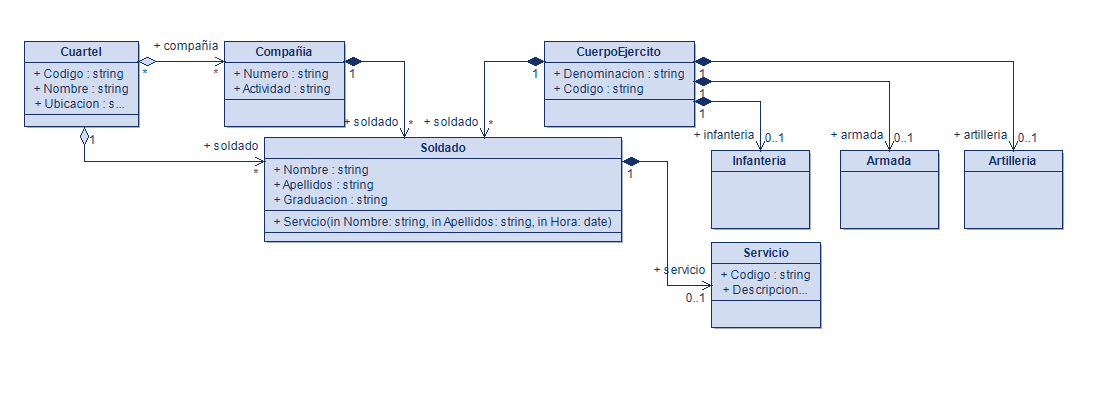 Cuartel
+ Codigo : string
+ Nombre : string
+ Ubicacion : s...
+ compañia
*
*
1
Compañia
+ Numero : string
+ Actividad : string
1
+ soldado
*
CuerpoEjercito
+ Denominacion : string
+ Codigo : string
1
+ soldado
*
1
1
1
+ infanteria
0..1
+ armada
0..1
+ artilleria
0..1
+ soldado
*
Soldado
+ Nombre : string
+ Apellidos : string
+ Graduacion : string
+ Servicio(in Nombre: string, in Apellidos: string, in Hora: date)
1
Infanteria
Armada
Artilleria
+ servicio
0..1
Servicio
+ Codigo : string
+ Descripcion...